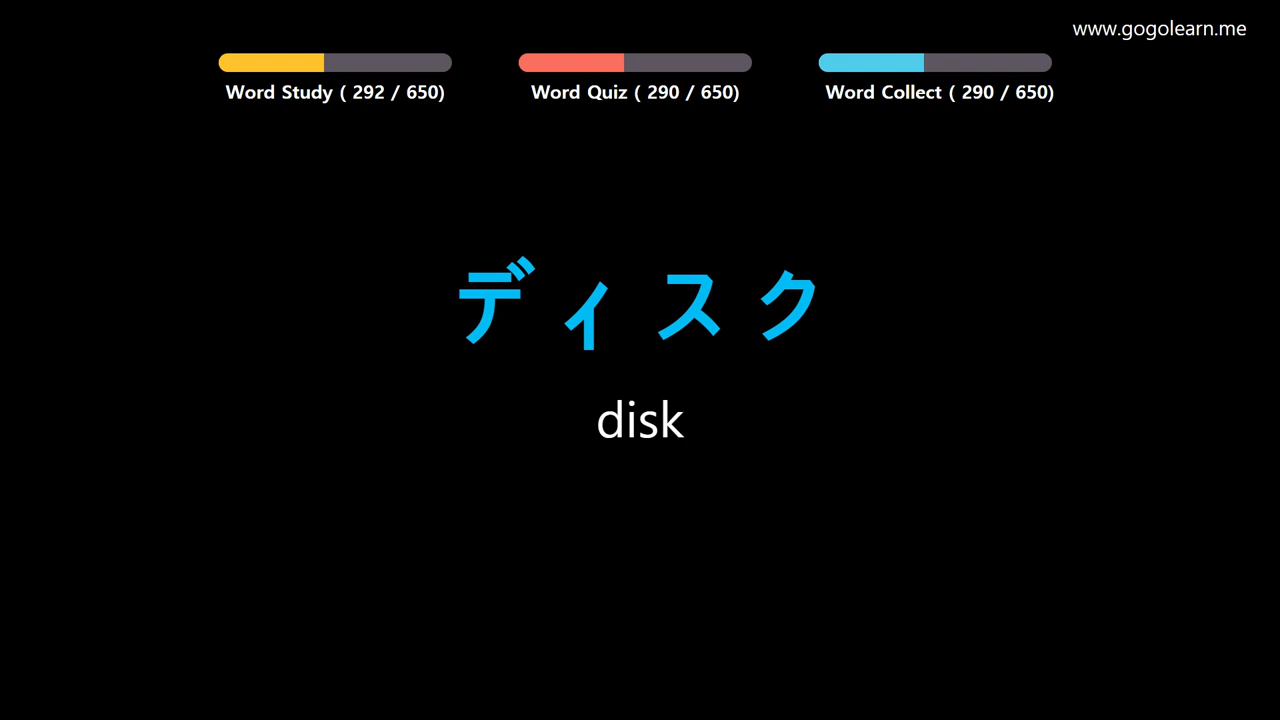 www.gogolearn.me
Word Study ( 292 / 650)
Word Quiz ( 290 / 650)
Word Collect ( 290 / 650)
ディスク
disk